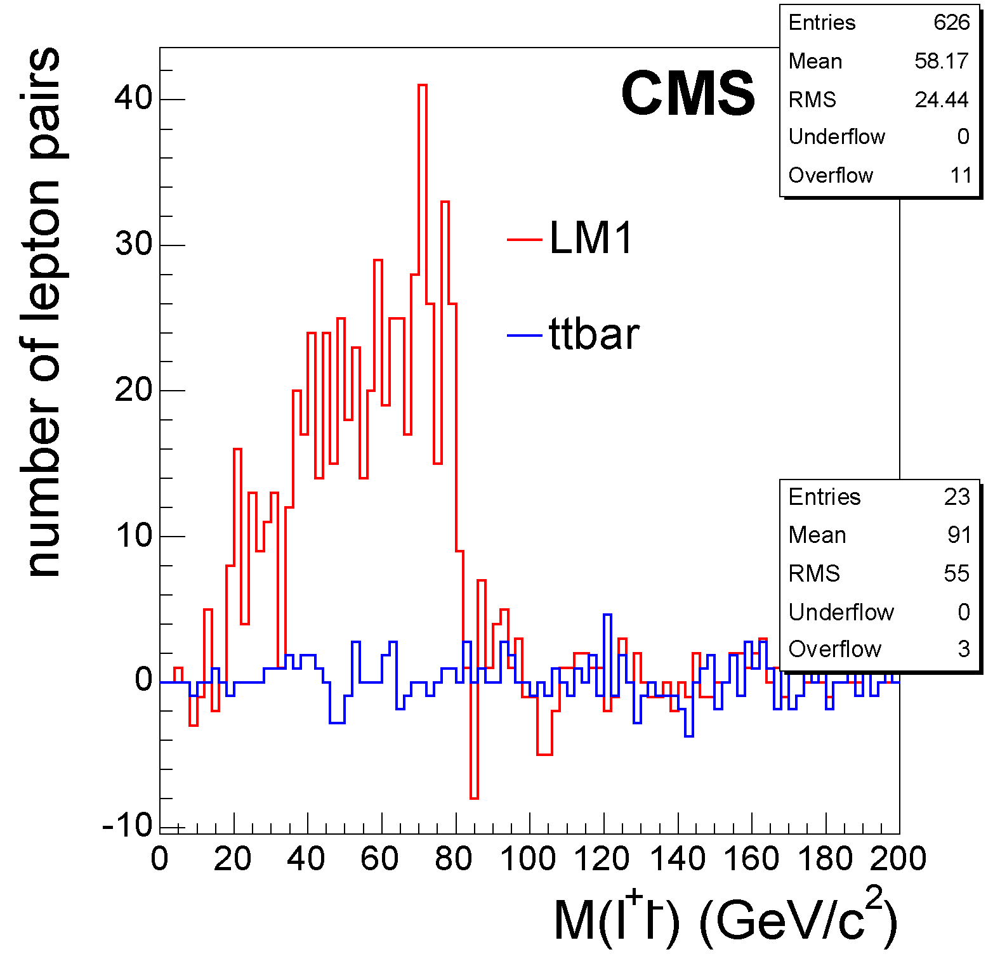 number of lepton pairs
40
30
20
10
0
-10
CMS
LM1
ttbar
Entries 626
Mean 58.17
RMS 24.44
Underflow 0
Overflow 11
Entries 23
Mean 91
RMS 55
Underflow 0
Overflow 3
0 20 40 60 80 100 120 140 160 180 200
M(l⁺l⁻) (GeV/c²)